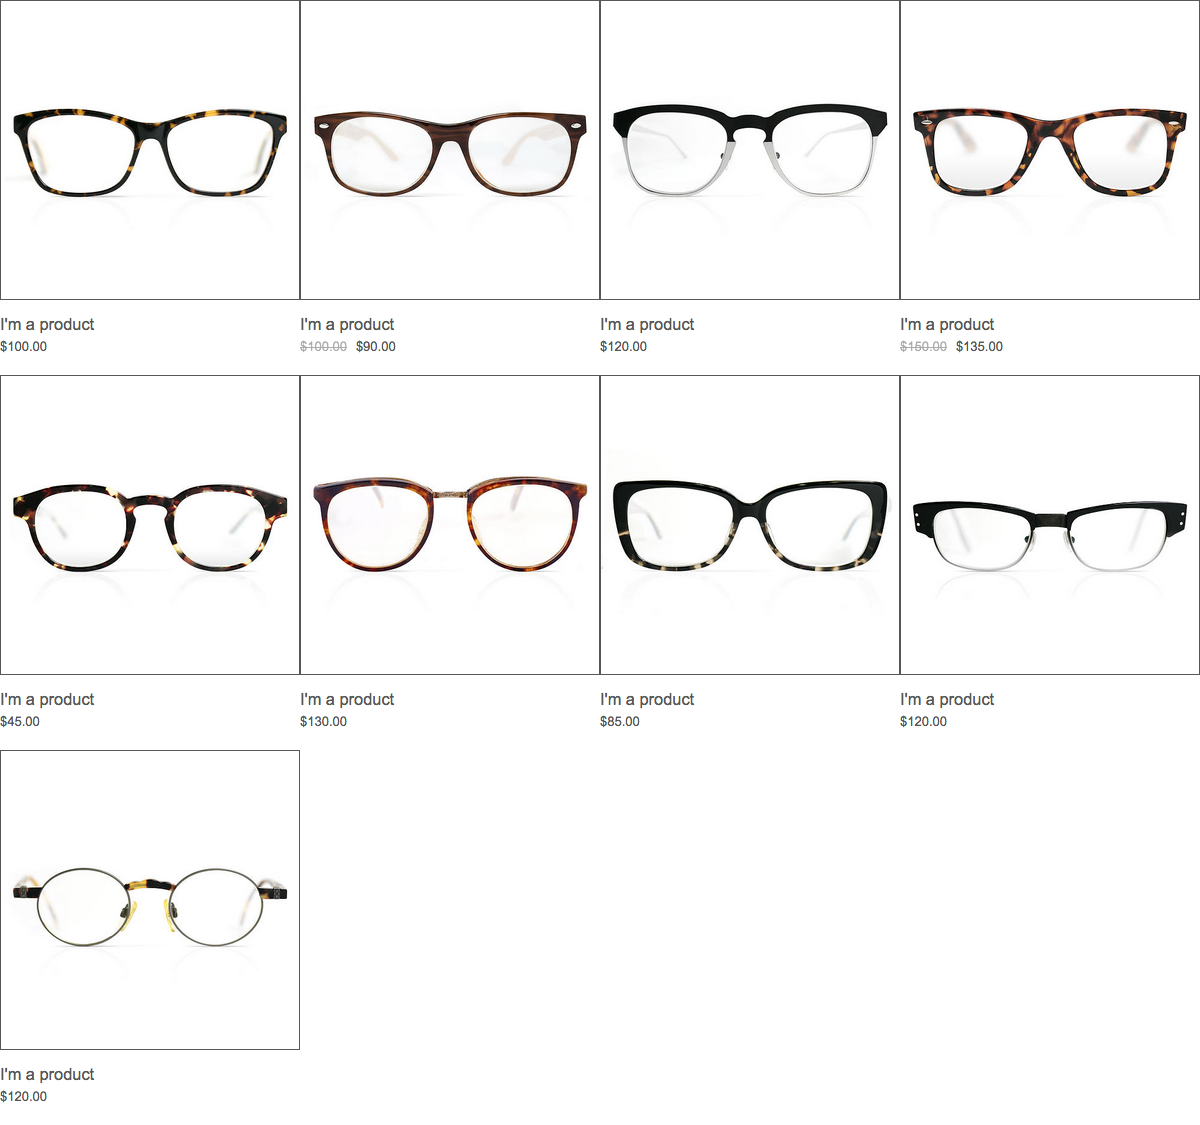 I'm a product
$100.00
I'm a product
$100.00 $90.00
I'm a product
$120.00
I'm a product
$150.00 $135.00
I'm a product
$45.00
I'm a product
$130.00
I'm a product
$85.00
I'm a product
$120.00
I'm a product
$120.00